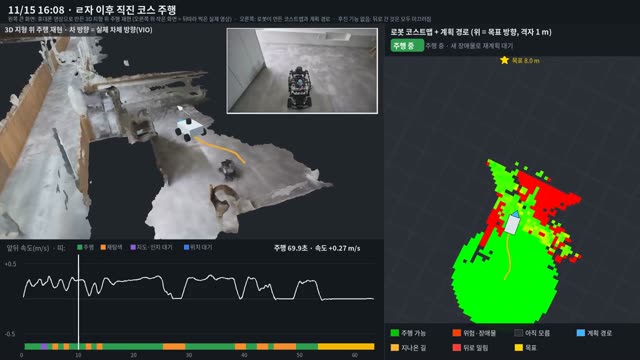 11/15 16:08 · ㄹ자 이후 직진 코스 주행
3D 지형 위 주행 재현 · 차 방향 = 실제 차체 방향(VIO)
로봇 코스트맵 + 계획 경로 (위 = 목표 방향, 격자 1 m)
주행 중
주행 중 · 새 장애물로 재계획 대기
목표 8.0 m
앞뒤 속도(m/s) · 띠:
주행
재탐색
지도·인지 대기
위치 대기
주행 69.9초 · 속도 +0.27 m/s
+0.5
-0.5
0 10 20 30 40 50 60
주행 가능
위험·장애물
아직 모름
계획 경로
지나온 길
뒤로 밀림
목표